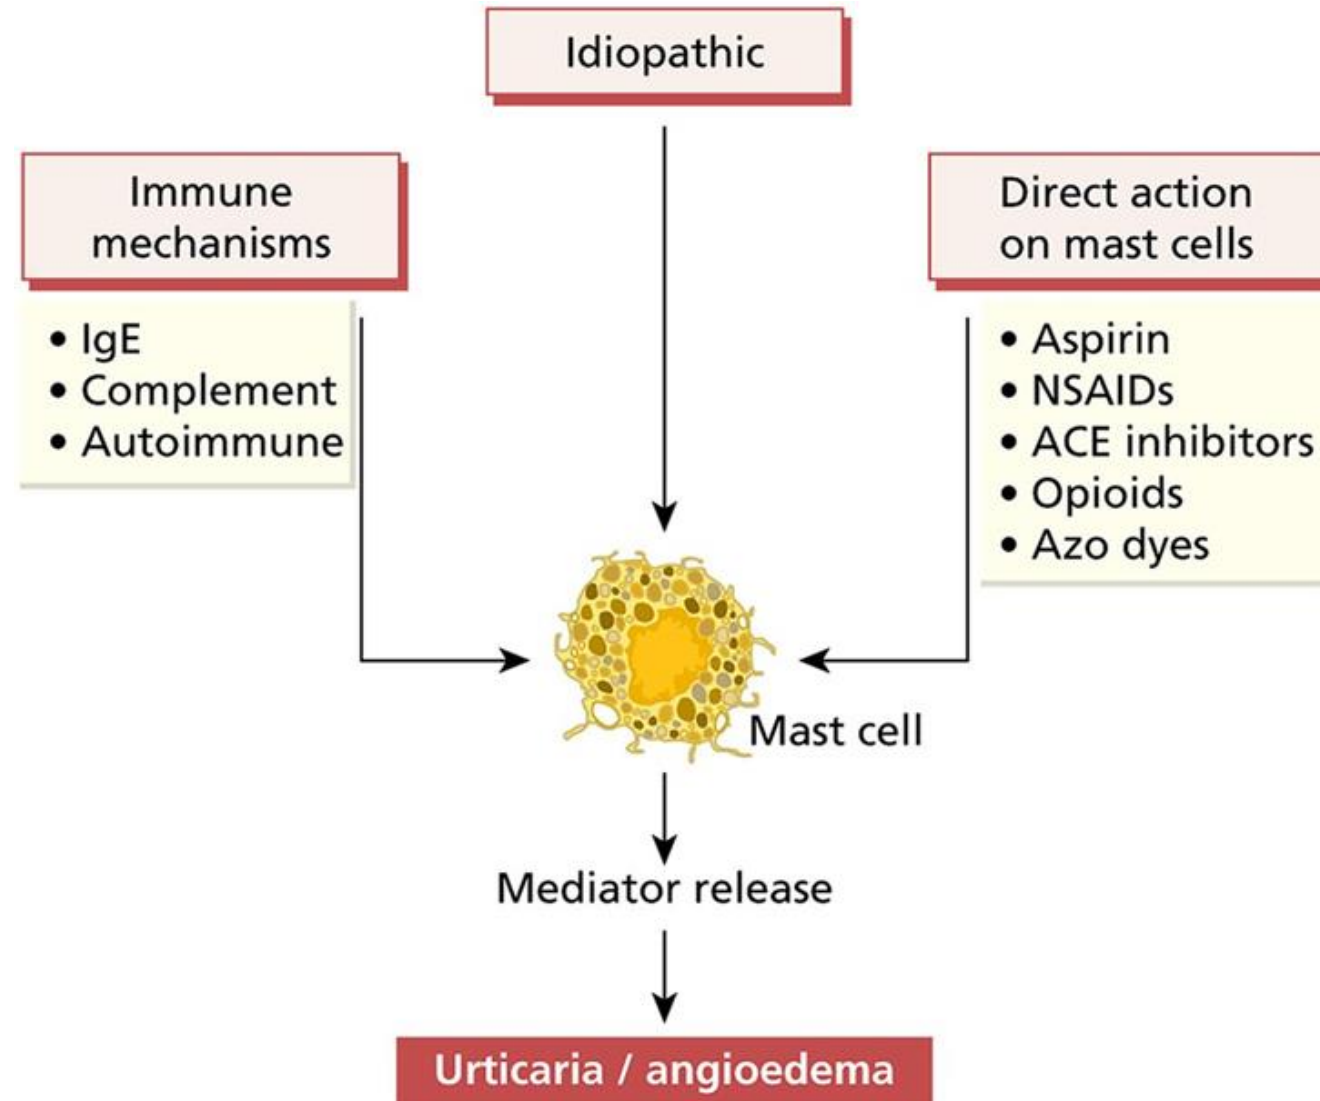 Idiopathic
Immune
mechanisms
• IgE
• Complement
• Autoimmune
Direct action
on mast cells
• Aspirin
• NSAIDs
• ACE inhibitors
• Opioids
• Azo dyes
Mast cell
Mediator release
Urticaria / angioedema